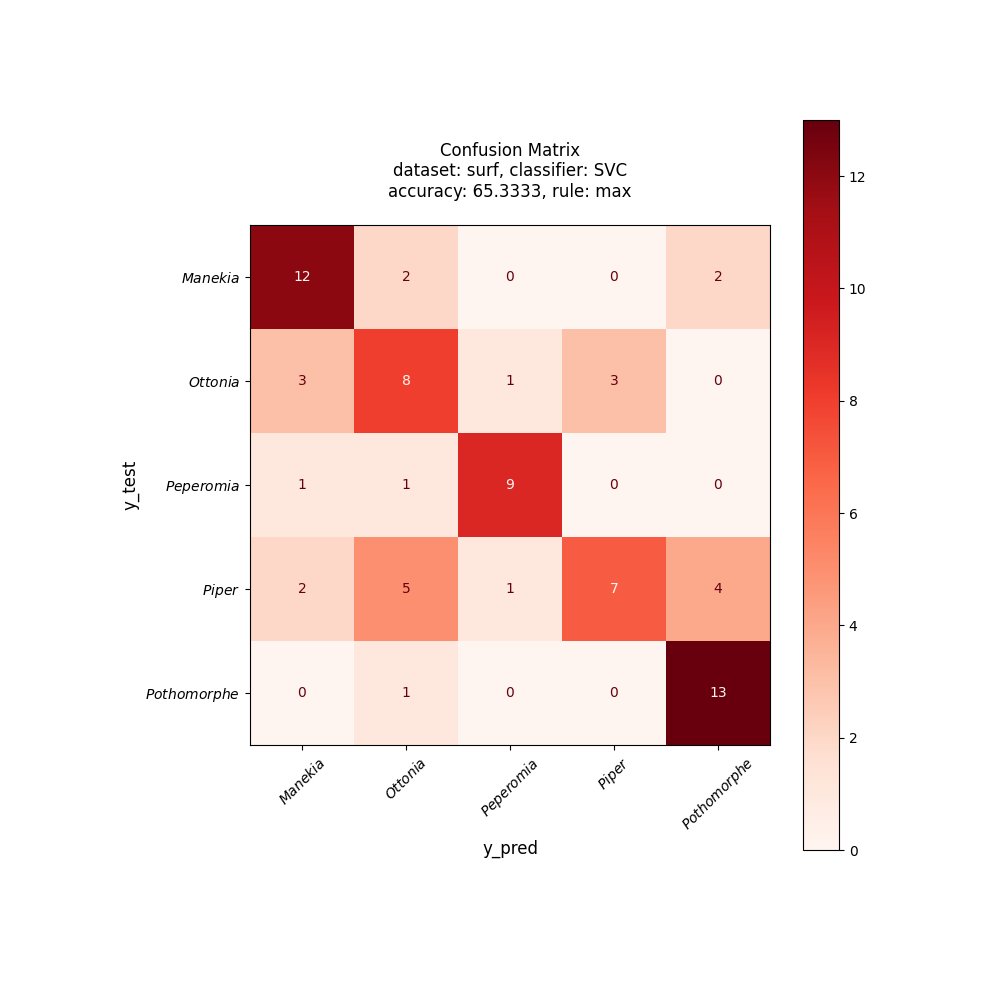 Confusion Matrix
dataset: surf, classifier: SVC
accuracy: 65.3333, rule: max
Manekia 12 2 0 0 2
Ottonia 3 8 1 3 0
Peperomia 1 1 9 0 0
Piper 2 5 1 7 4
Pothomorphe 0 1 0 0 13
Manekia Ottonia Peperomia Piper Pothomorphe
y_test
y_pred
12
10
8
6
4
2
0